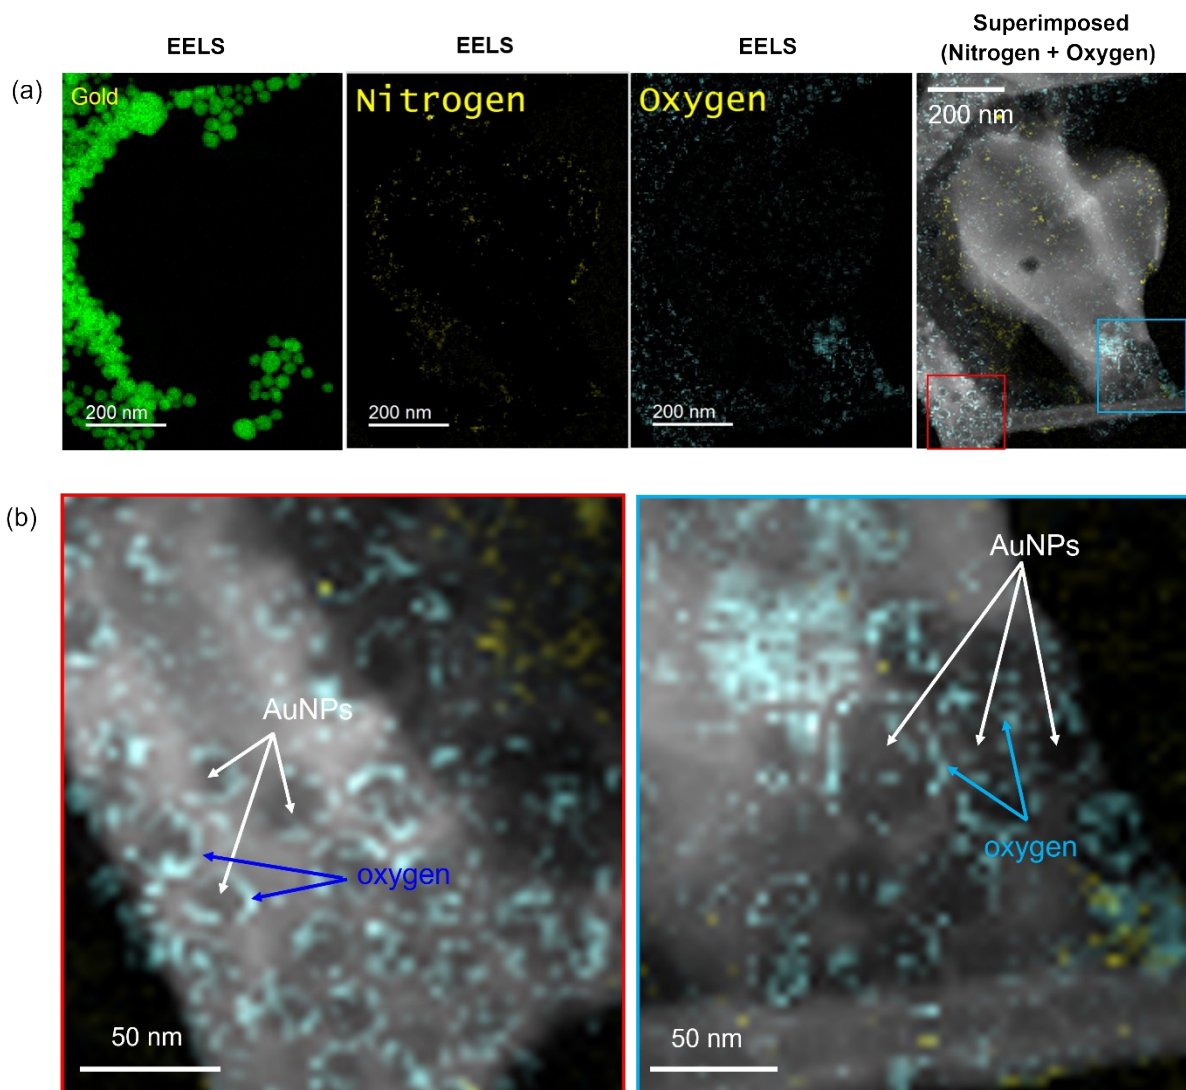 EELS
EELS
EELS
Superimposed
(Nitrogen + Oxygen)
(a)
Gold
Nitrogen
Oxygen
200 nm
200 nm
200 nm
200 nm
(b)
AuNPs
oxygen
50 nm
AuNPs
oxygen
50 nm